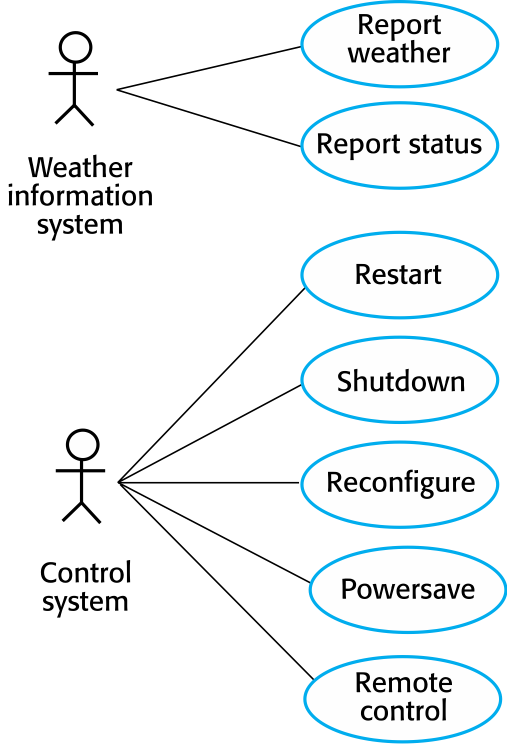 Report
weather
Report status
Weather
information
system
Restart
Shutdown
Reconfigure
Control
system
Powersave
Remote
control